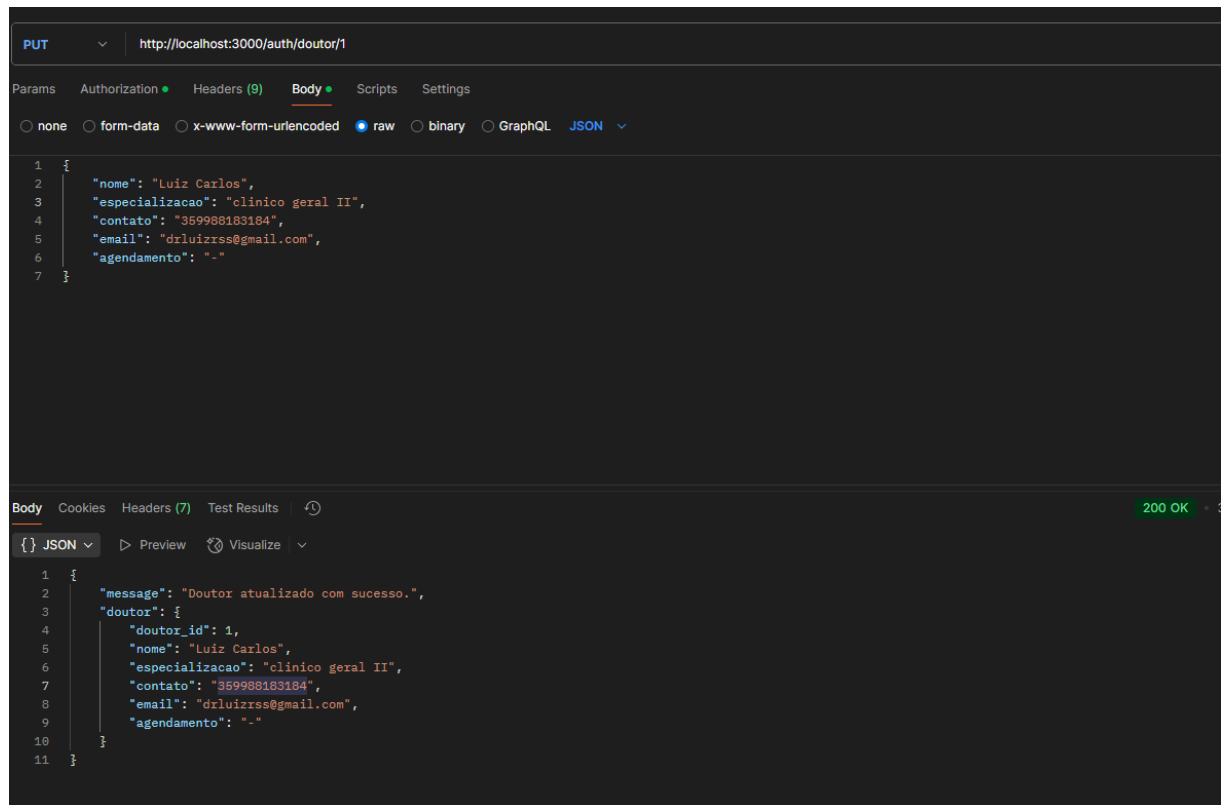 PUT http://localhost:3000/auth/doutor/1
Params Authorization Headers (9) Body Scripts Settings
none form-data x-www-form-urlencoded raw binary GraphQL JSON
1 {
2 "nome": "Luiz Carlos",
3 "especializacao": "clinico geral II",
4 "contato": "359988183184",
5 "email": "drluizrss@gmail.com",
6 "agendamento": "-"
7 }
Body Cookies Headers (7) Test Results 200 OK
{} JSON Preview Visualize
1 {
2 "message": "Doutor atualizado com sucesso.",
3 "doutor": {
4 "doutor_id": 1,
5 "nome": "Luiz Carlos",
6 "especializacao": "clinico geral II",
7 "contato": "359988183184",
8 "email": "drluizrss@gmail.com",
9 "agendamento": "-"
10 }
11 }